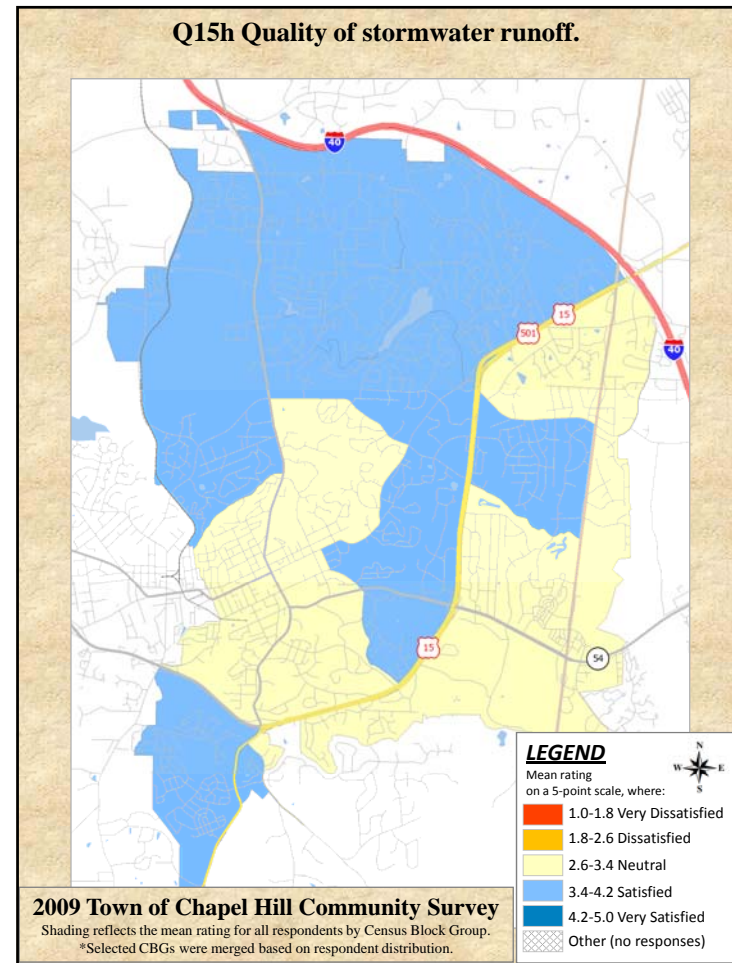 Q15h Quality of stormwater runoff.
40
15
501
40
15
54
LEGEND
N
W E
S
Mean rating
on a 5-point scale, where:
1.0-1.8 Very Dissatisfied
1.8-2.6 Dissatisfied
2.6-3.4 Neutral
3.4-4.2 Satisfied
4.2-5.0 Very Satisfied
Other (no responses)
2009 Town of Chapel Hill Community Survey
Shading reflects the mean rating for all respondents by Census Block Group.
*Selected CBGs were merged based on respondent distribution.